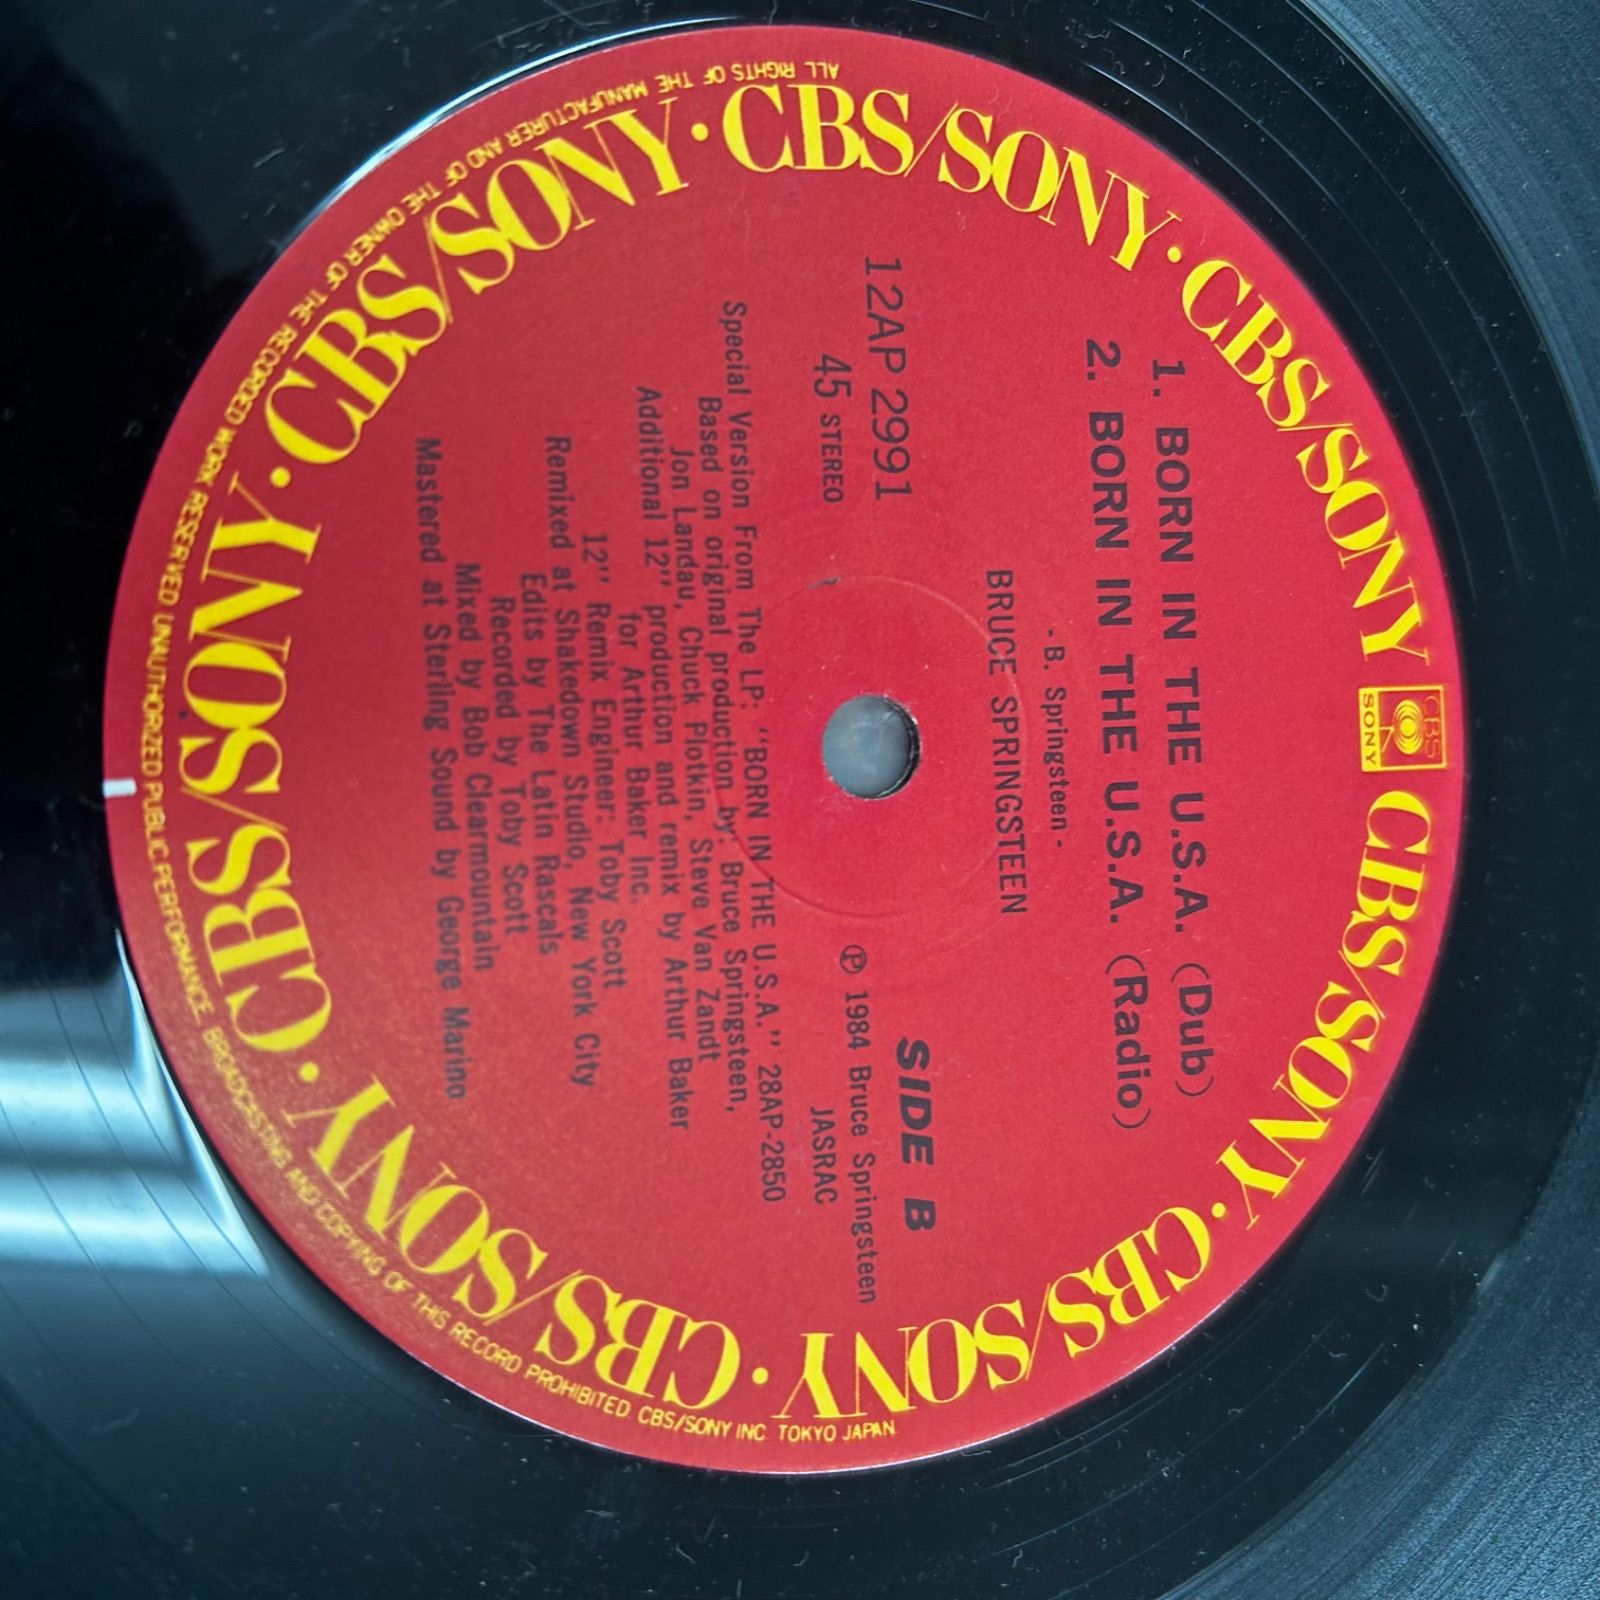 CBS/SONY · CBS/SONY · CBS/SONY · CBS/SONY · CBS/SONY
CBS
SONY
CBS/SONY · CBS/SONY · CBS/SONY ·
1. BORN IN THE U.S.A. (Dub)
2. BORN IN THE U.S.A. (Radio)
- B. Springsteen -
BRUCE SPRINGSTEEN
12AP 2991
SIDE B
45 STEREO
Ⓟ 1984 Bruce Springsteen
JASRAC
Special Version From The LP: "BORN IN THE U.S.A." 28AP-2850
Based on original production by: Bruce Springsteen,
Jon Landau, Chuck Plotkin, Steve Van Zandt
Additional 12" production and remix by Arthur Baker
for Arthur Baker Inc.
12" Remix Engineer: Toby Scott
Remixed at Shakedown Studio, New York City
Edits by The Latin Rascals
Recorded by Toby Scott
Mixed by Bob Clearmountain
Mastered at Sterling Sound by George Marino
ALL RIGHTS OF THE MANUFACTURER AND OF THE OWNER OF THE RECORDED WORK RESERVED UNAUTHORIZED PUBLIC PERFORMANCE, BROADCASTING AND COPYING OF THIS RECORD PROHIBITED CBS/SONY INC. TOKYO JAPAN